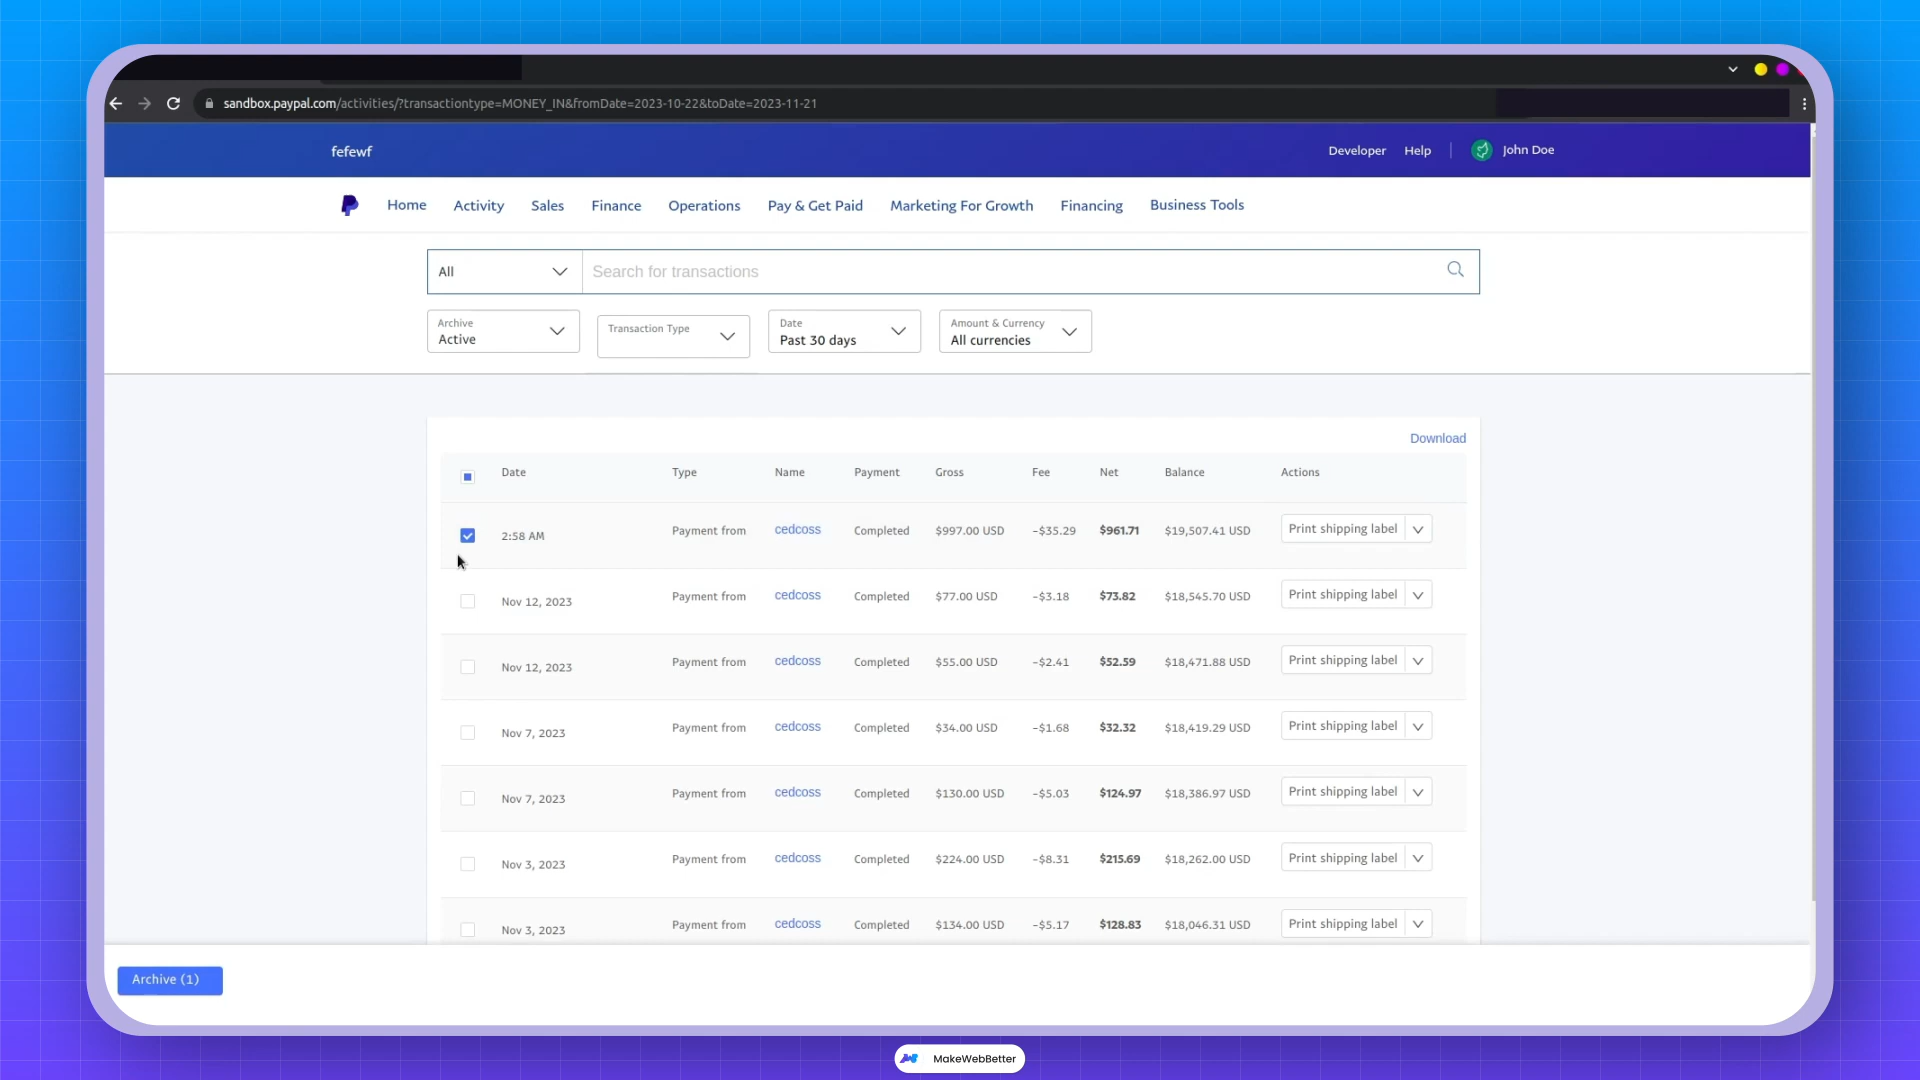 sandbox.paypal.com/activities/?transactiontype=MONEY_IN&fromDate=2023-10-22&toDate=2023-11-21
fefewf Developer Help John Doe
Home Activity Sales Finance Operations Pay & Get Paid Marketing For Growth Financing Business Tools
All Search for transactions
Archive Transaction Type Date Amount & Currency
Active Past 30 days All currencies
Download
Date Type Name Payment Gross Fee Net Balance Actions
2:58 AM Payment from cedcoss Completed $997.00 USD -$35.29 $961.71 $19,507.41 USD Print shipping label
Nov 12, 2023 Payment from cedcoss Completed $77.00 USD -$3.18 $73.82 $18,545.70 USD Print shipping label
Nov 12, 2023 Payment from cedcoss Completed $55.00 USD -$2.41 $52.59 $18,471.88 USD Print shipping label
Nov 7, 2023 Payment from cedcoss Completed $34.00 USD -$1.68 $32.32 $18,419.29 USD Print shipping label
Nov 7, 2023 Payment from cedcoss Completed $130.00 USD -$5.03 $124.97 $18,386.97 USD Print shipping label
Nov 3, 2023 Payment from cedcoss Completed $224.00 USD -$8.31 $215.69 $18,262.00 USD Print shipping label
Nov 3, 2023 Payment from cedcoss Completed $134.00 USD -$5.17 $128.83 $18,046.31 USD Print shipping label
Archive (1)
MakeWebBetter